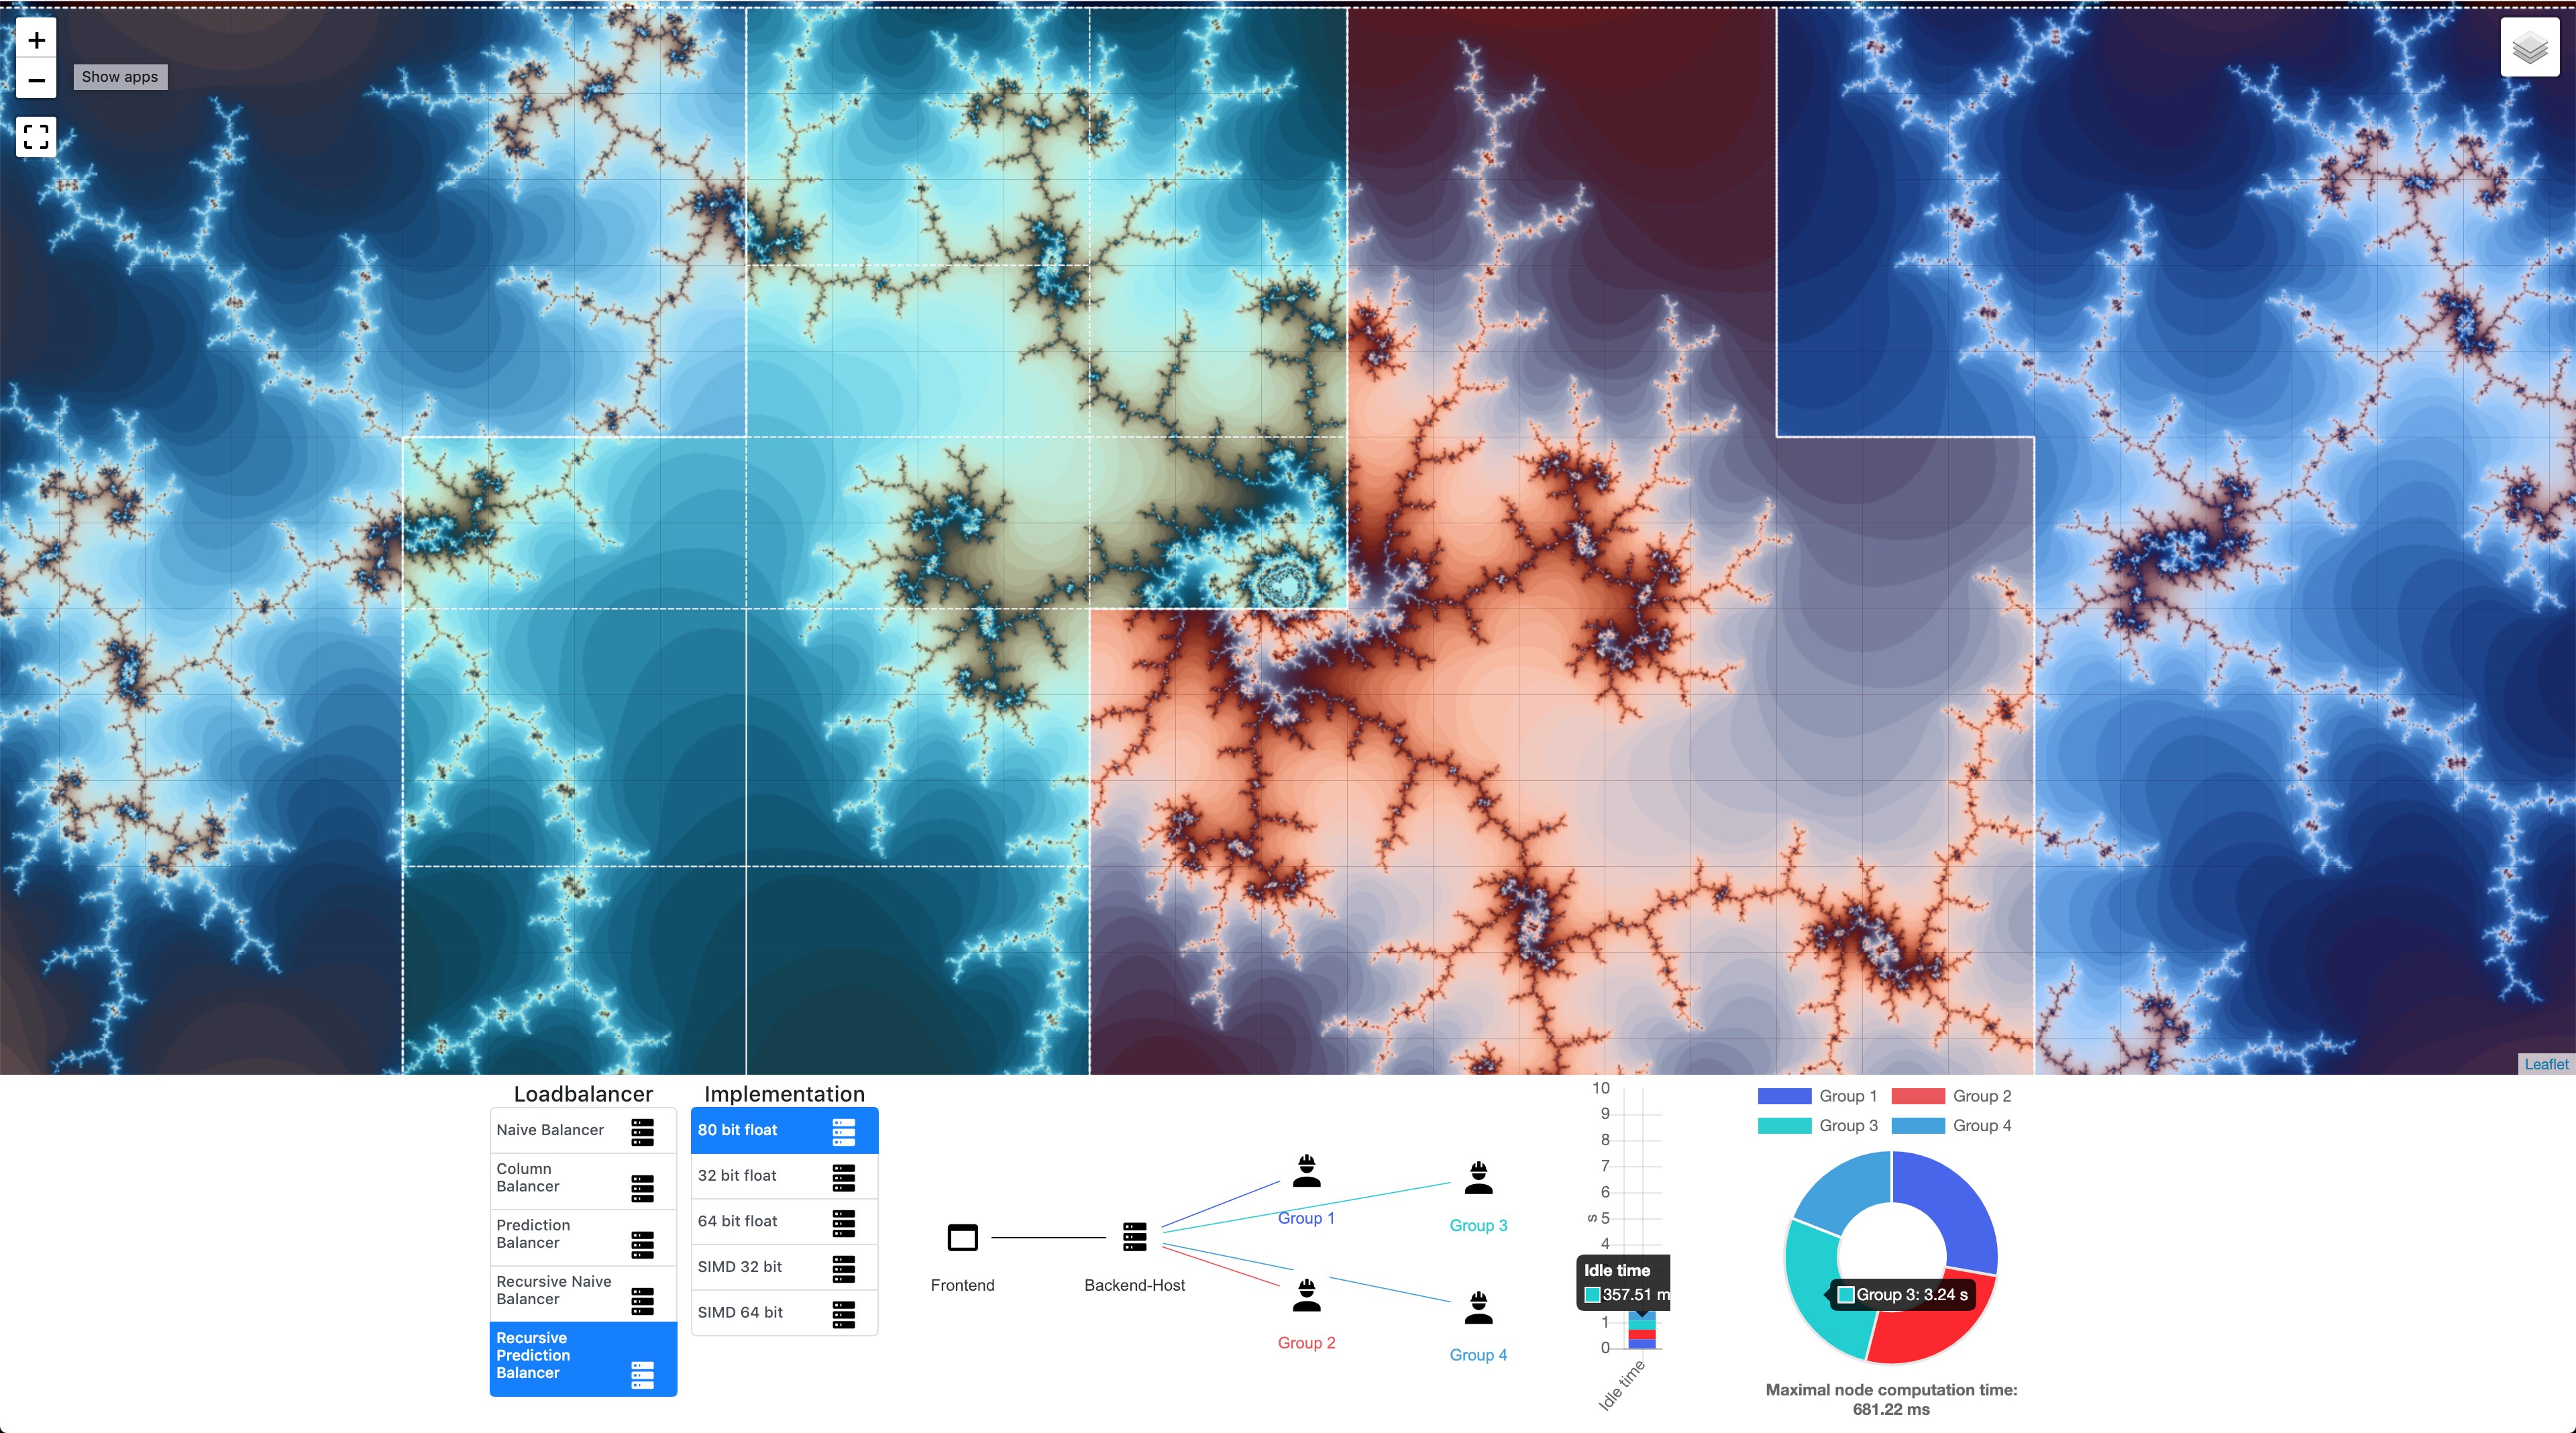 +
−
Show apps
Leaflet
Loadbalancer
Naive Balancer
Column
Balancer
Prediction
Balancer
Recursive Naive
Balancer
Recursive
Prediction
Balancer
Implementation
80 bit float
32 bit float
64 bit float
SIMD 32 bit
SIMD 64 bit
Frontend
Backend-Host
Group 1
Group 2
Group 3
Group 4
10
9
8
7
6
s 5
4
Idle time
357.51 m
1
0
Idle time
Group 1 Group 2
Group 3 Group 4
Group 3: 3.24 s
Maximal node computation time:
681.22 ms